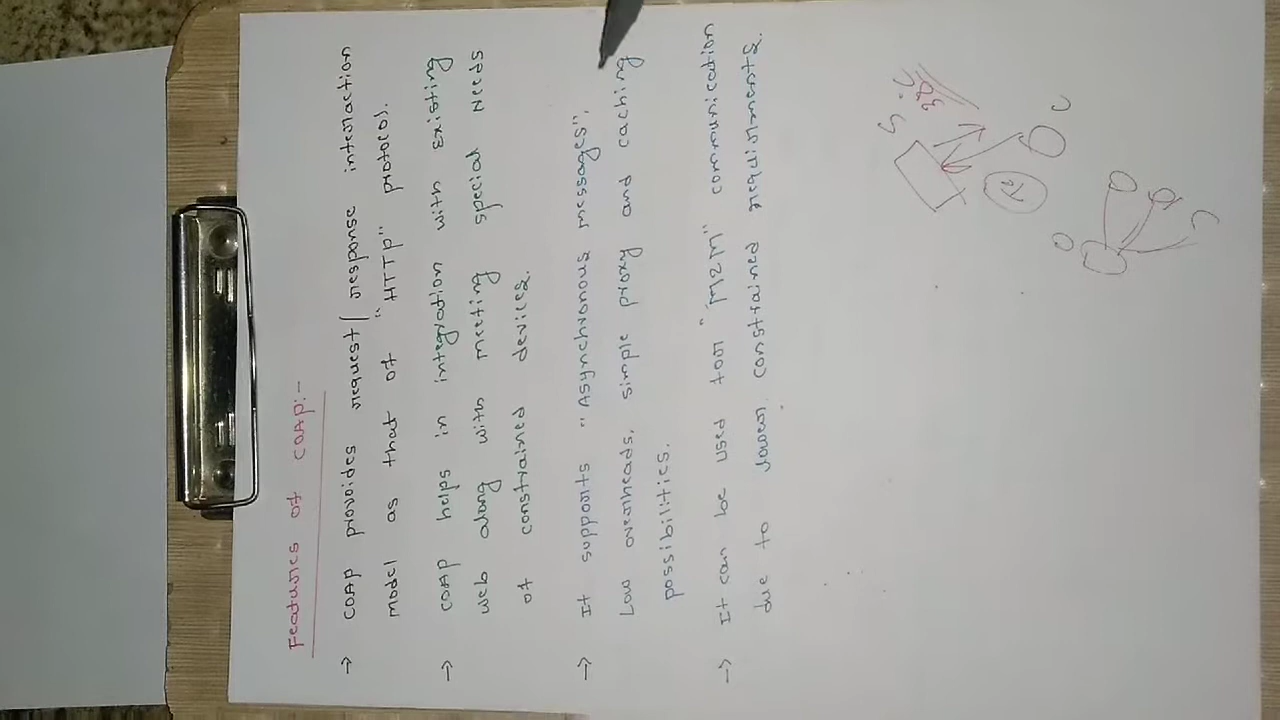 Features of COAP:-
→ COAP provides request/response interaction
model as that of "HTTP" protocol.
→ COAP helps in integration with existing
web along with meeting special needs
of constrained devices.
→ It supports "Asynchronous messages",
Low overheads, simple proxy and caching
possibilities.
→ It can be used for "M2M" communication
due to lower constrained requirements.